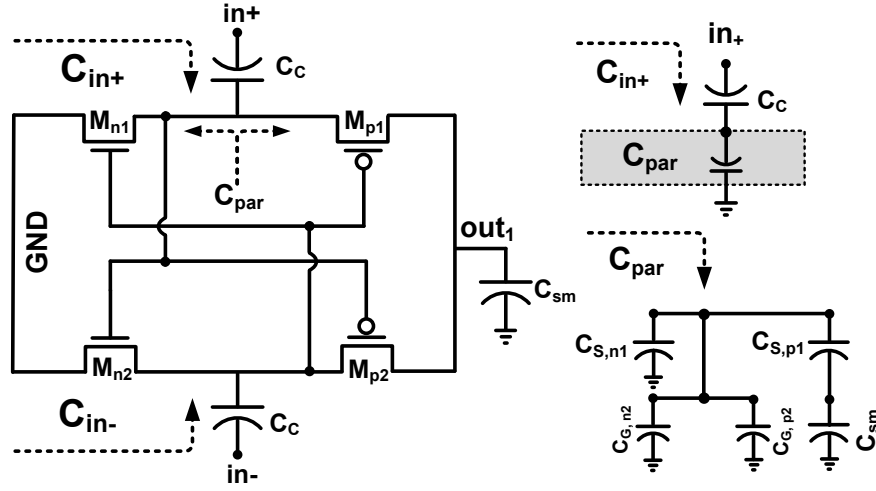 in+
C_in+
C_C
M_n1
M_p1
C_par
GND
out_1
C_sm
M_n2
M_p2
C_in-
C_C
in-
in_+
C_in+
C_C
C_par
C_par
C_S,n1
C_S,p1
C_G, n2
C_G, p2
C_sm